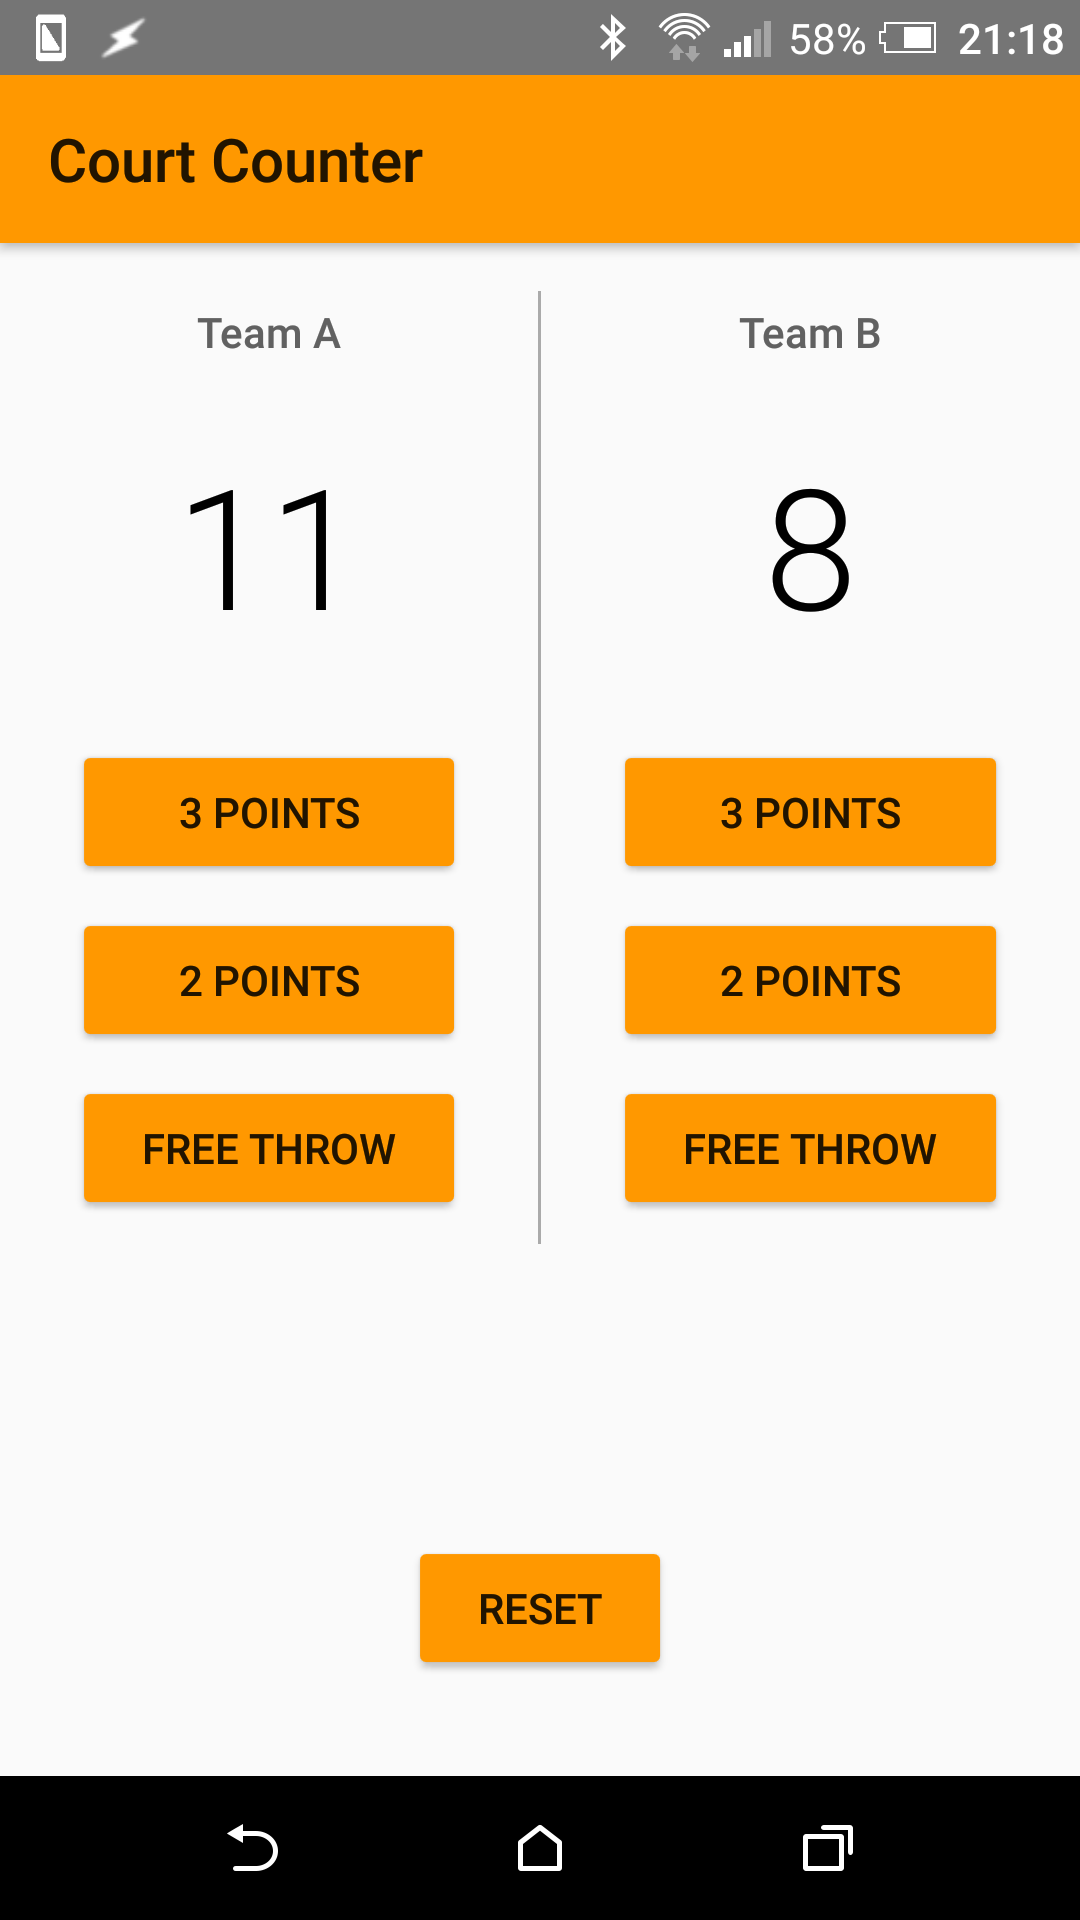 58% 21:18
Court Counter
Team A
11
3 POINTS
2 POINTS
FREE THROW
Team B
8
3 POINTS
2 POINTS
FREE THROW
RESET